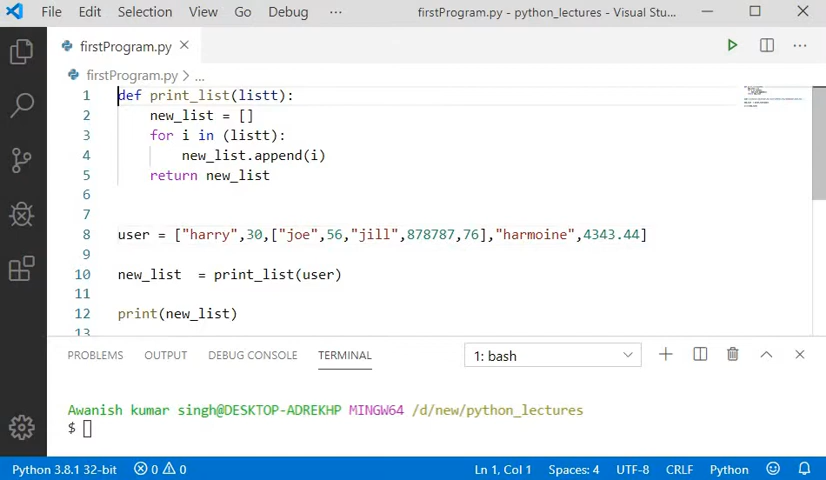 File Edit Selection View Go Debug ··· firstProgram.py - python_lectures - Visual Stu...
firstProgram.py
firstProgram.py > ...
1 def print_list(listt):
2 new_list = []
3 for i in (listt):
4 new_list.append(i)
5 return new_list
6
7
8 user = ["harry",30,["joe",56,"jill",878787,76],"harmoine",4343.44]
9
10 new_list  = print_list(user)
11
12 print(new_list)
13
PROBLEMS OUTPUT DEBUG CONSOLE TERMINAL 1: bash
Awanish kumar singh@DESKTOP-ADREKHP MINGW64 /d/new/python_lectures
$
Python 3.8.1 32-bit 0 0 Ln 1, Col 1 Spaces: 4 UTF-8 CRLF Python